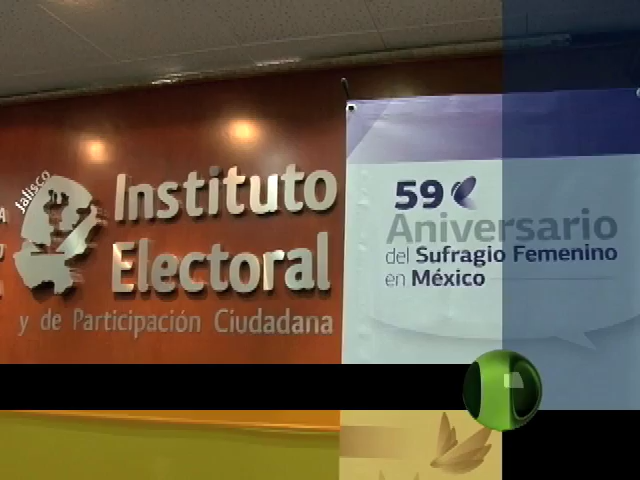 Jalisco
Instituto
Electoral
y de Participación Ciudadana
59
Aniversario
del Sufragio Femenino
en México